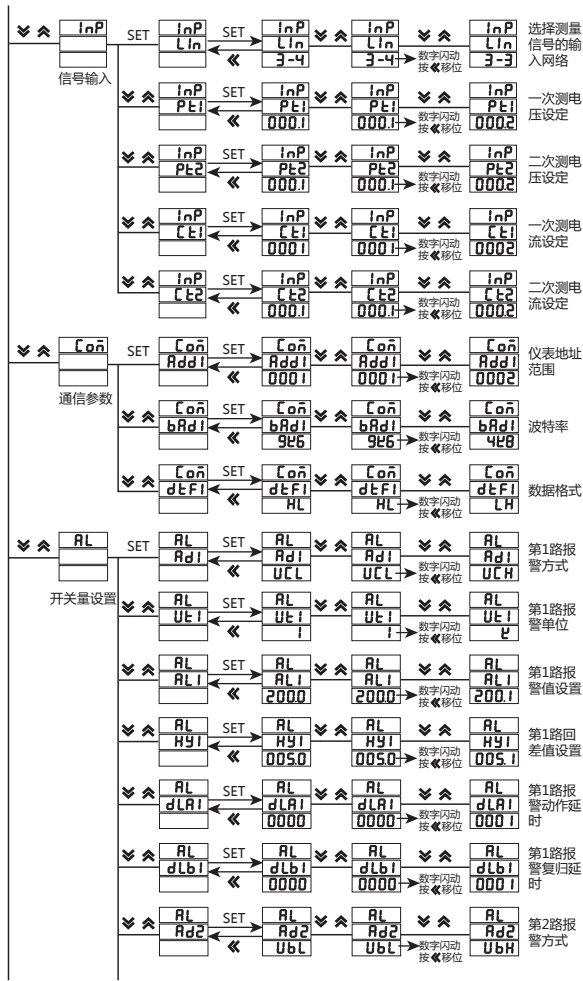 InP
信号输入
SET
InP
LIn
SET
InP
LIn
3-4
InP
LIn
3-4
数字闪动
按移位
InP
LIn
3-3
选择测量
信号的输
入网络
InP
Pt1
SET
InP
Pt1
000.1
InP
Pt1
000.1
数字闪动
按移位
InP
Pt1
000.2
一次测电
压设定
InP
Pt2
SET
InP
Pt2
000.1
InP
Pt2
000.1
数字闪动
按移位
InP
Pt2
000.2
二次测电
压设定
InP
Ct1
SET
InP
Ct1
0001
InP
Ct1
0001
数字闪动
按移位
InP
Ct1
0002
一次测电
流设定
InP
Ct2
SET
InP
Ct2
000.1
InP
Ct2
000.1
数字闪动
按移位
InP
Ct2
000.2
二次测电
流设定
Con
通信参数
SET
Con
Add1
SET
Con
Add1
0001
Con
Add1
0001
数字闪动
按移位
Con
Add1
0002
仪表地址
范围
Con
bAd1
SET
Con
bAd1
9k6
Con
bAd1
9k6
数字闪动
按移位
Con
bAd1
4k8
波特率
Con
dtF1
SET
Con
dtF1
HL
Con
dtF1
HL
数字闪动
按移位
Con
dtF1
LH
数据格式
AL
开关量设置
SET
AL
Ad1
SET
AL
Ad1
UCL
AL
Ad1
UCL
数字闪动
按移位
AL
Ad1
UCH
第1路报
警方式
AL
Ut1
SET
AL
Ut1
1
AL
Ut1
1
数字闪动
按移位
AL
Ut1
k
第1路报
警单位
AL
AL1
SET
AL
AL1
200.0
AL
AL1
200.0
数字闪动
按移位
AL
AL1
200.1
第1路报
警值设置
AL
HY1
SET
AL
HY1
005.0
AL
HY1
005.0
数字闪动
按移位
AL
HY1
005.1
第1路回
差值设置
AL
dLA1
SET
AL
dLA1
0000
AL
dLA1
0000
数字闪动
按移位
AL
dLA1
0001
第1路报
警动作延
时
AL
dLb1
SET
AL
dLb1
0000
AL
dLb1
0000
数字闪动
按移位
AL
dLb1
0001
第1路报
警复归延
时
AL
Ad2
SET
AL
Ad2
UbL
AL
Ad2
UbL
数字闪动
按移位
AL
Ad2
UbH
第2路报
警方式